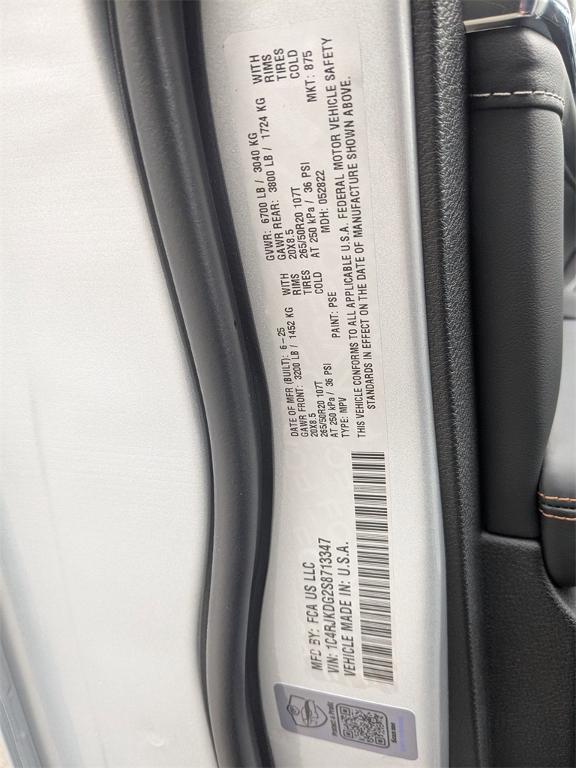 MFD BY: FCA US LLC
VIN: 1C4RJKDG2S8713347
VEHICLE MADE IN: U.S.A.
DATE OF MFR (BUILT): 6-25
GAWR FRONT: 3200 LB / 1452 KG WITH
20X8.5 RIMS
265/50R20 107T TIRES
AT 250 kPa / 36 PSI COLD
TYPE: MPV PAINT: PSE
GVWR: 6700 LB / 3040 KG
GAWR REAR: 3800 LB / 1724 KG WITH
20X8.5 RIMS
265/50R20 107T TIRES
AT 250 kPa / 36 PSI COLD
MDH: 052822 MKT: 875
THIS VEHICLE CONFORMS TO ALL APPLICABLE U.S.A. FEDERAL MOTOR VEHICLE SAFETY
STANDARDS IN EFFECT ON THE DATE OF MANUFACTURE SHOWN ABOVE.